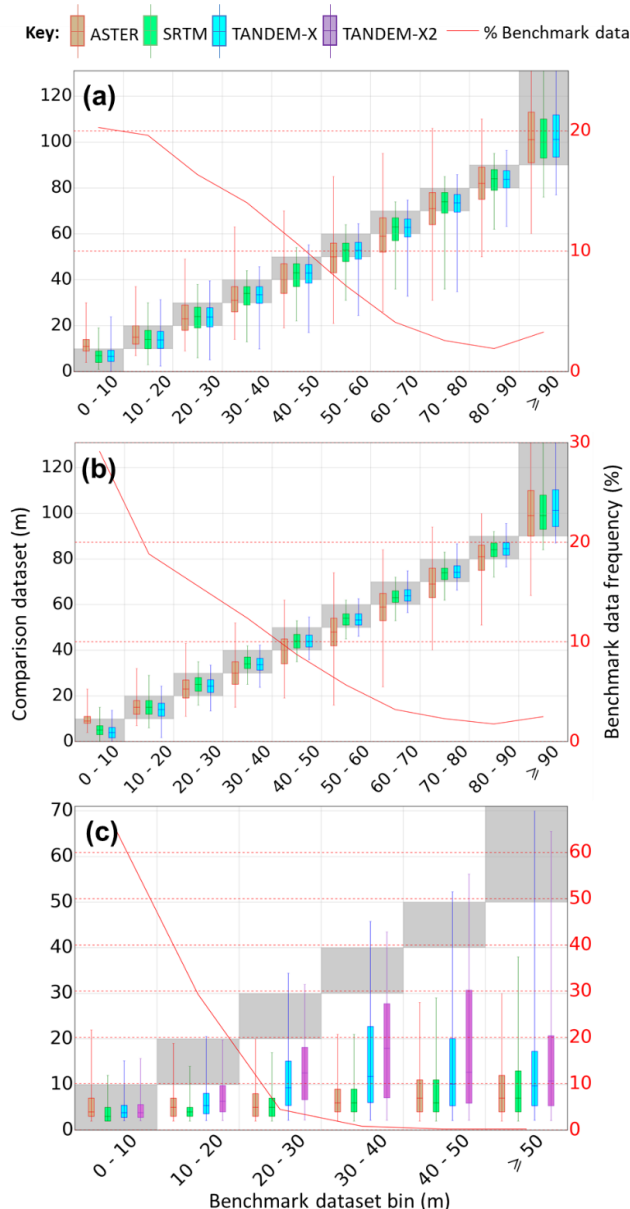 Key: ASTER SRTM TANDEM-X TANDEM-X2 % Benchmark data
(a)
120
100
80
60
40
20
0
20
10
0
0 - 10
10 - 20
20 - 30
30 - 40
40 - 50
50 - 60
60 - 70
70 - 80
80 - 90
⩾ 90
(b)
120
100
80
60
40
20
0
30
20
10
0
0 - 10
10 - 20
20 - 30
30 - 40
40 - 50
50 - 60
60 - 70
70 - 80
80 - 90
⩾ 90
Comparison dataset (m)
Benchmark data frequency (%)
(c)
70
60
50
40
30
20
10
0
60
50
40
30
20
10
0
0 - 10
10 - 20
20 - 30
30 - 40
40 - 50
⩾ 50
Benchmark dataset bin (m)